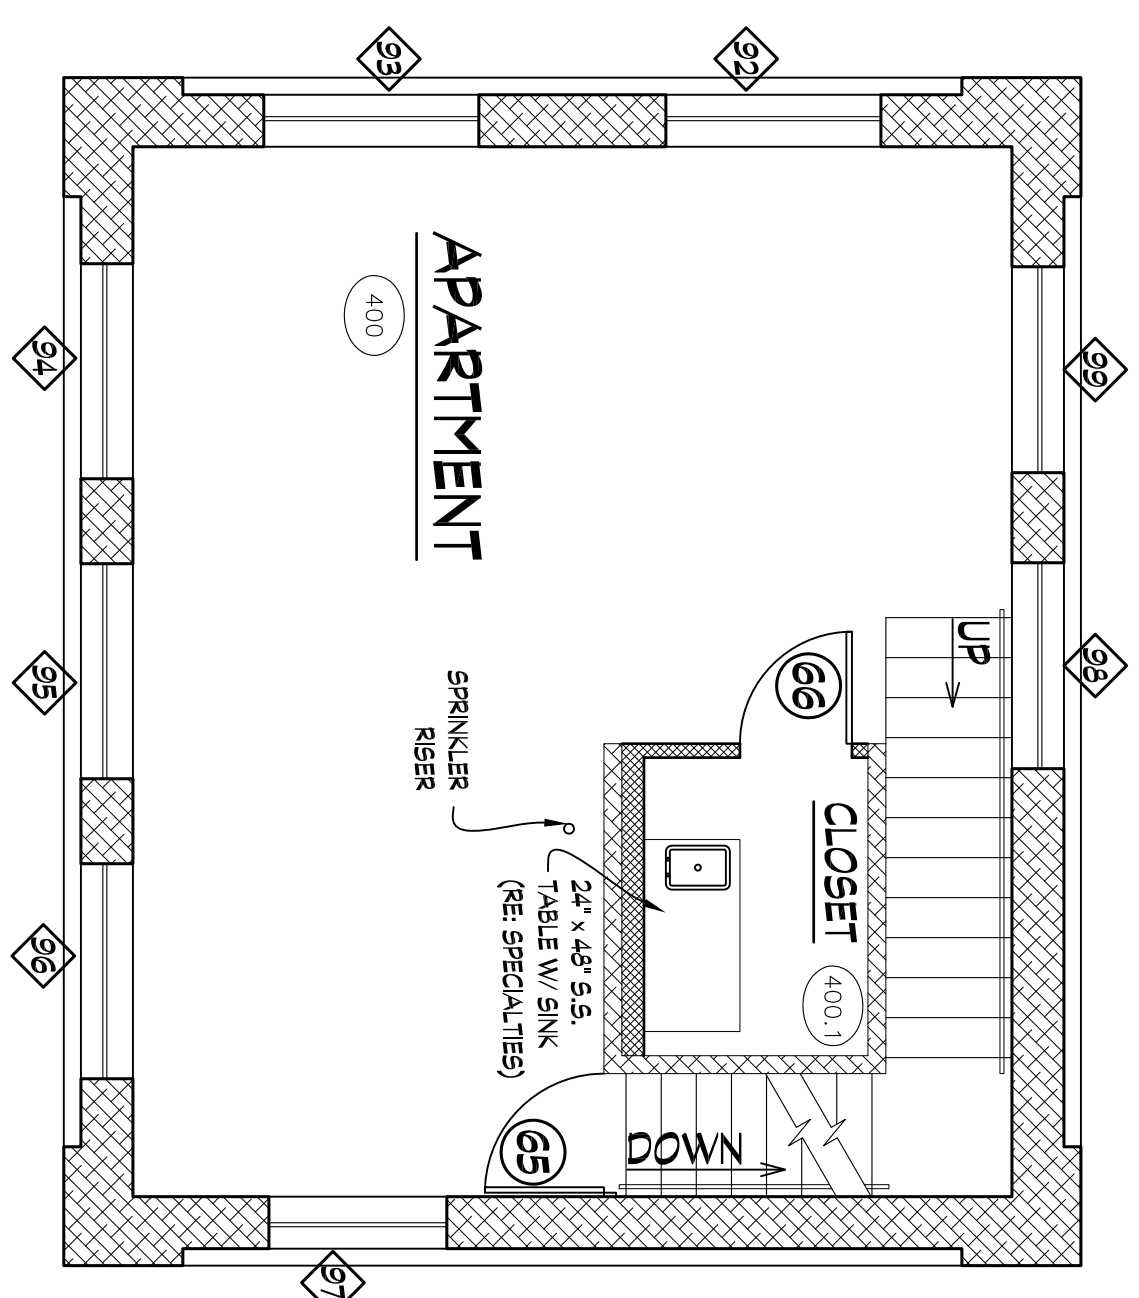 93
92
APARTMENT
400
94
99
UP
98
66
95
SPRINKLER
RISER
CLOSET
400.1
24" x 48" S.S.
TABLE W/ SINK
(RE: SPECIALTIES)
96
65
DOWN
97